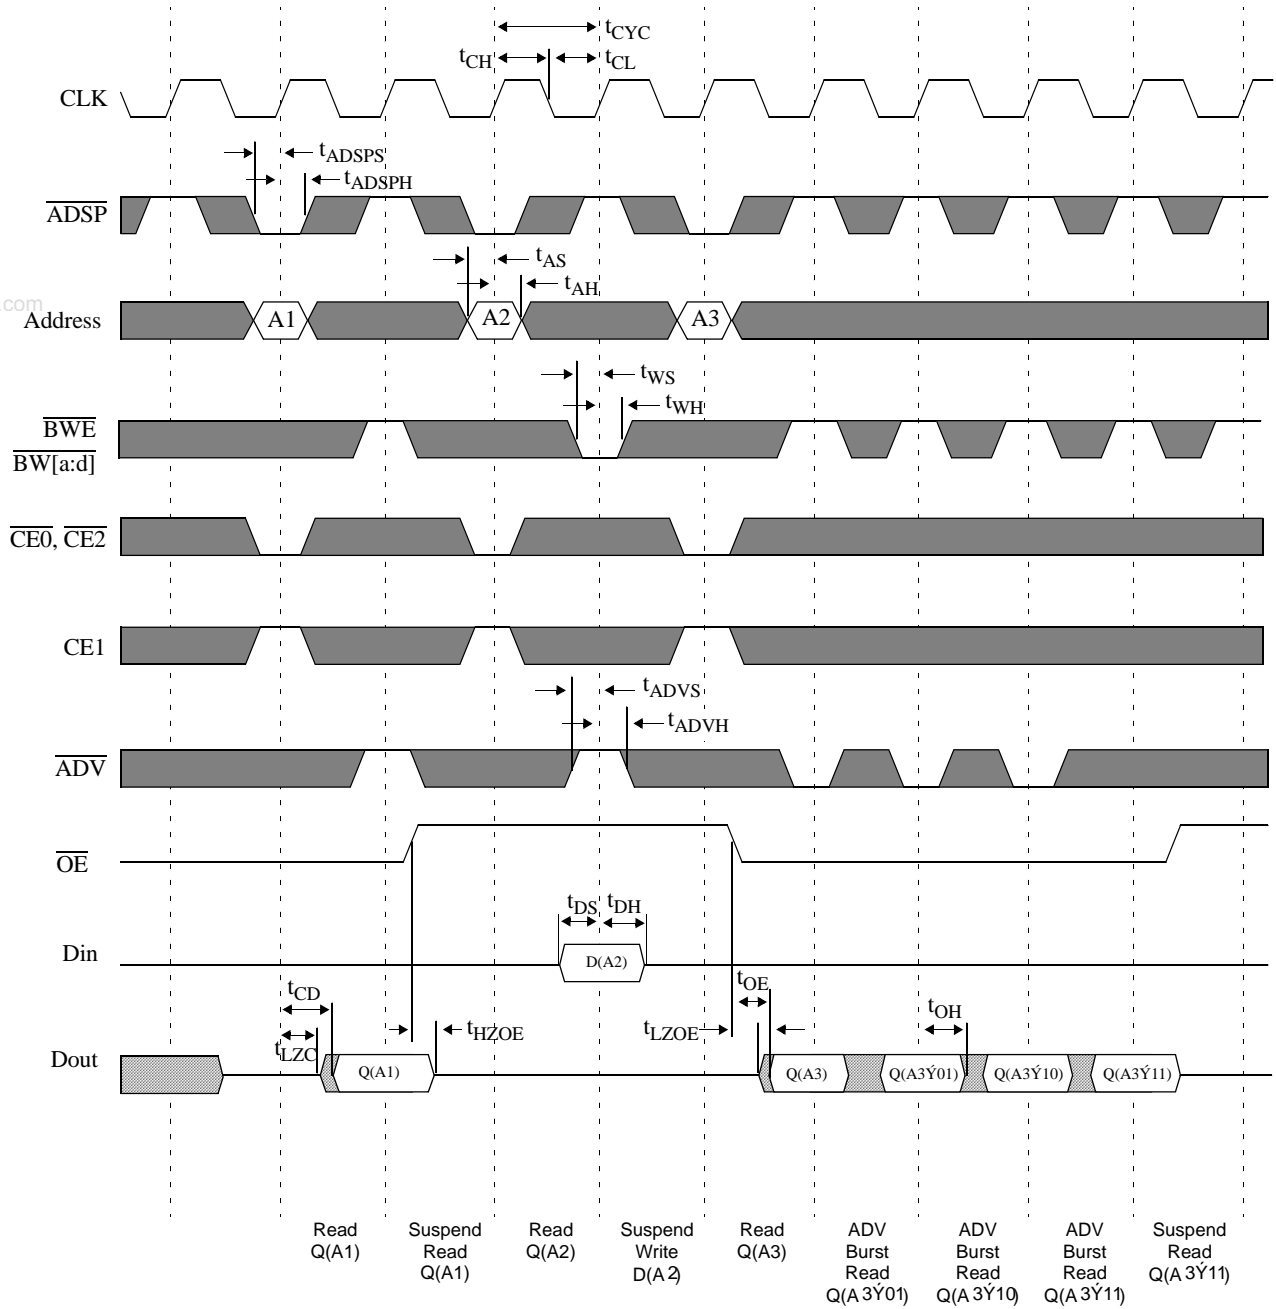 tCYC
tCH
tCL
CLK
tADSPS
tADSPH
ADSP
tAS
tAH
.com
Address
A1
A2
A3
tWS
tWH
BWE
BW[a:d]
CE0, CE2
CE1
tADVS
tADVH
ADV
OE
tDS
tDH
Din
D(A2)
tCD
tOE
tOH
tHZOE
tLZOE
tLZC
Dout
Q(A1)
Q(A3)
Q(A3Ý01)
Q(A3Ý10)
Q(A3Ý11)
Read
Q(A1)
Suspend
Read
Q(A1)
Read
Q(A2)
Suspend
Write
D(A2)
Read
Q(A3)
ADV
Burst
Read
Q(A3Ý01)
ADV
Burst
Read
Q(A3Ý10)
ADV
Burst
Read
Q(A3Ý11)
Suspend
Read
Q(A3Ý11)